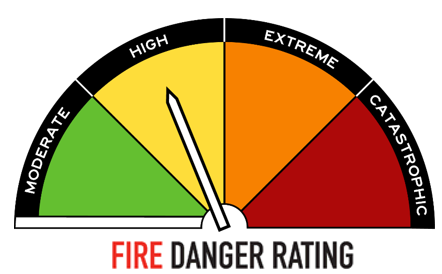 MODERATE
HIGH
EXTREME
CATASTROPHIC
FIRE DANGER RATING